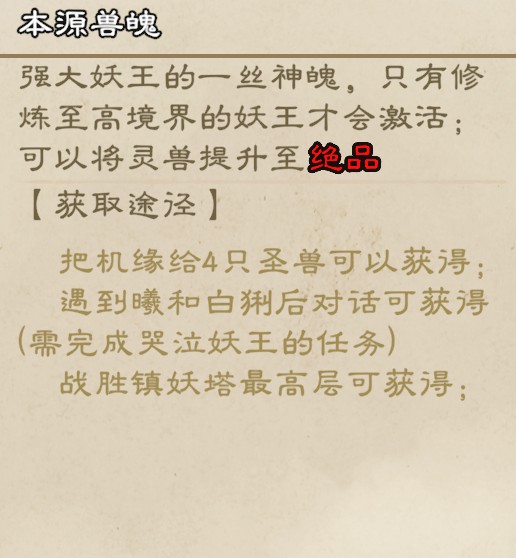 本源兽魄
强大妖王的一丝神魄，只有修
炼至高境界的妖王才会激活；
可以将灵兽提升至绝品
【获取途径】
把机缘给4只圣兽可以获得；
遇到曦和白猁后对话可获得
(需完成哭泣妖王的任务)
战胜镇妖塔最高层可获得；